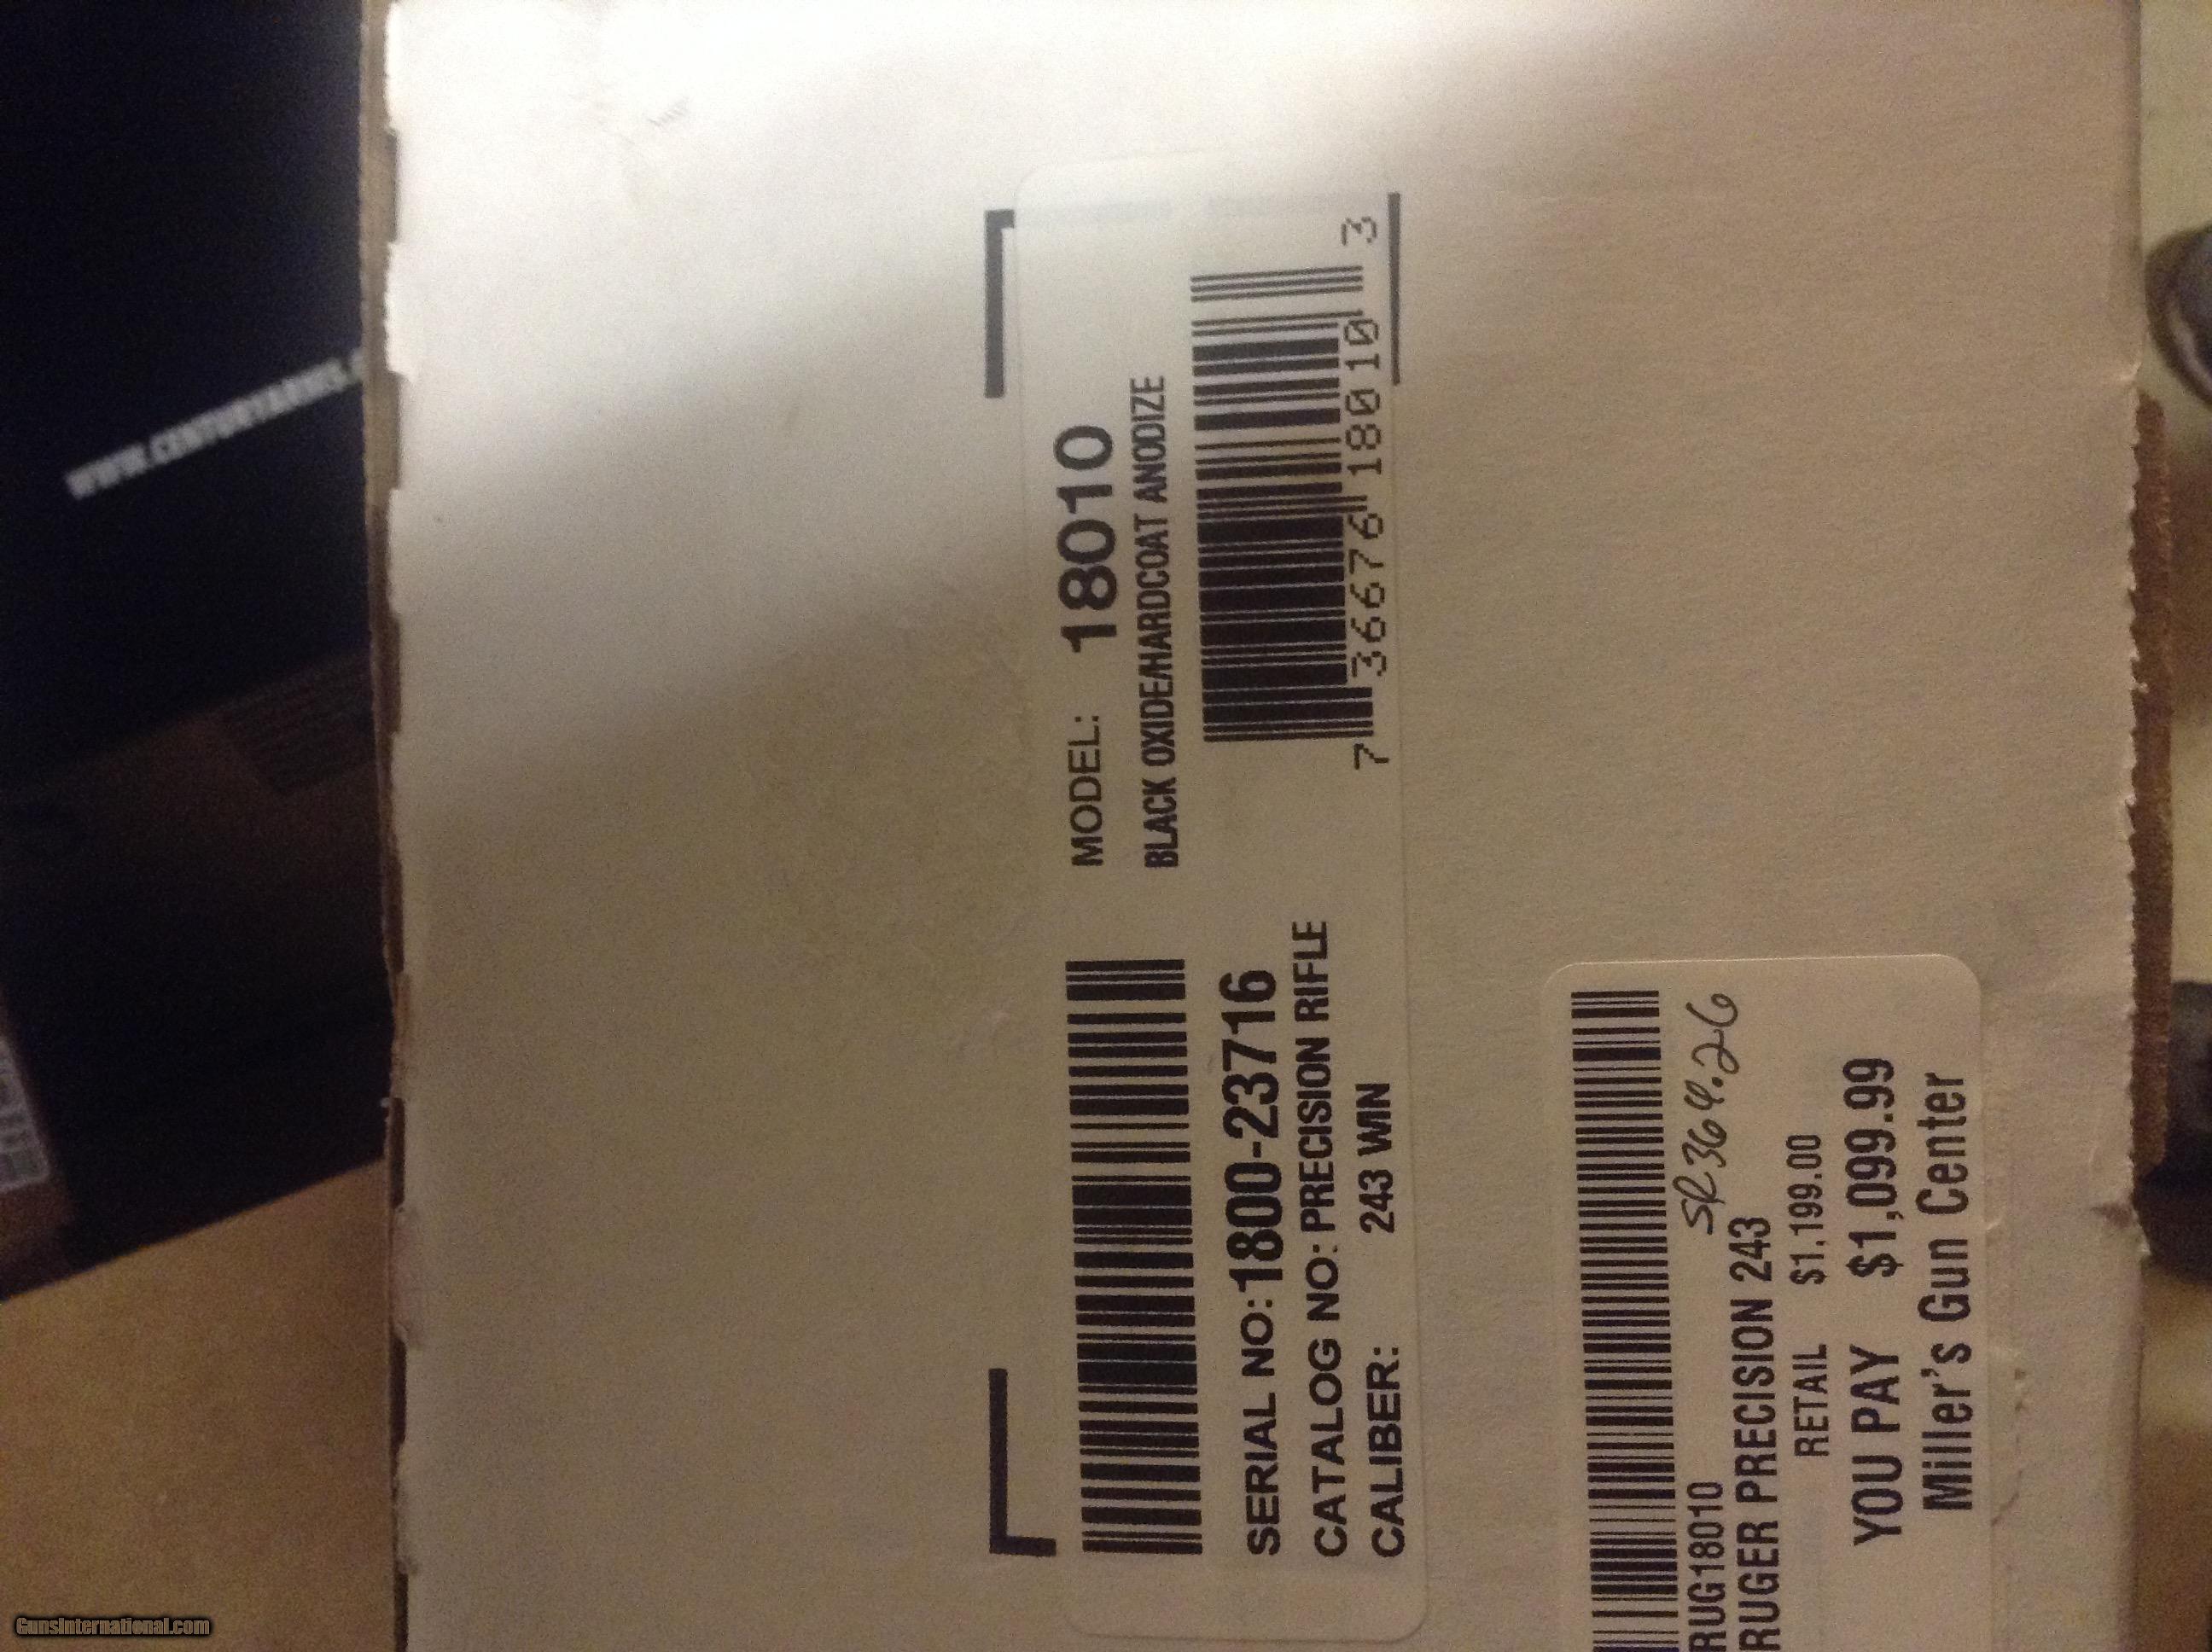 MODEL: 18010
BLACK OXIDE/HARDCOAT ANODIZE
7 36676 18010 3
SERIAL NO:1800-23716
CATALOG NO: PRECISION RIFLE
CALIBER: 243 WIN
SR364.26
RUG18010
RUGER PRECISION 243
RETAIL $1,199.00
YOU PAY $1,099.99
Miller's Gun Center
GunsInternational.com